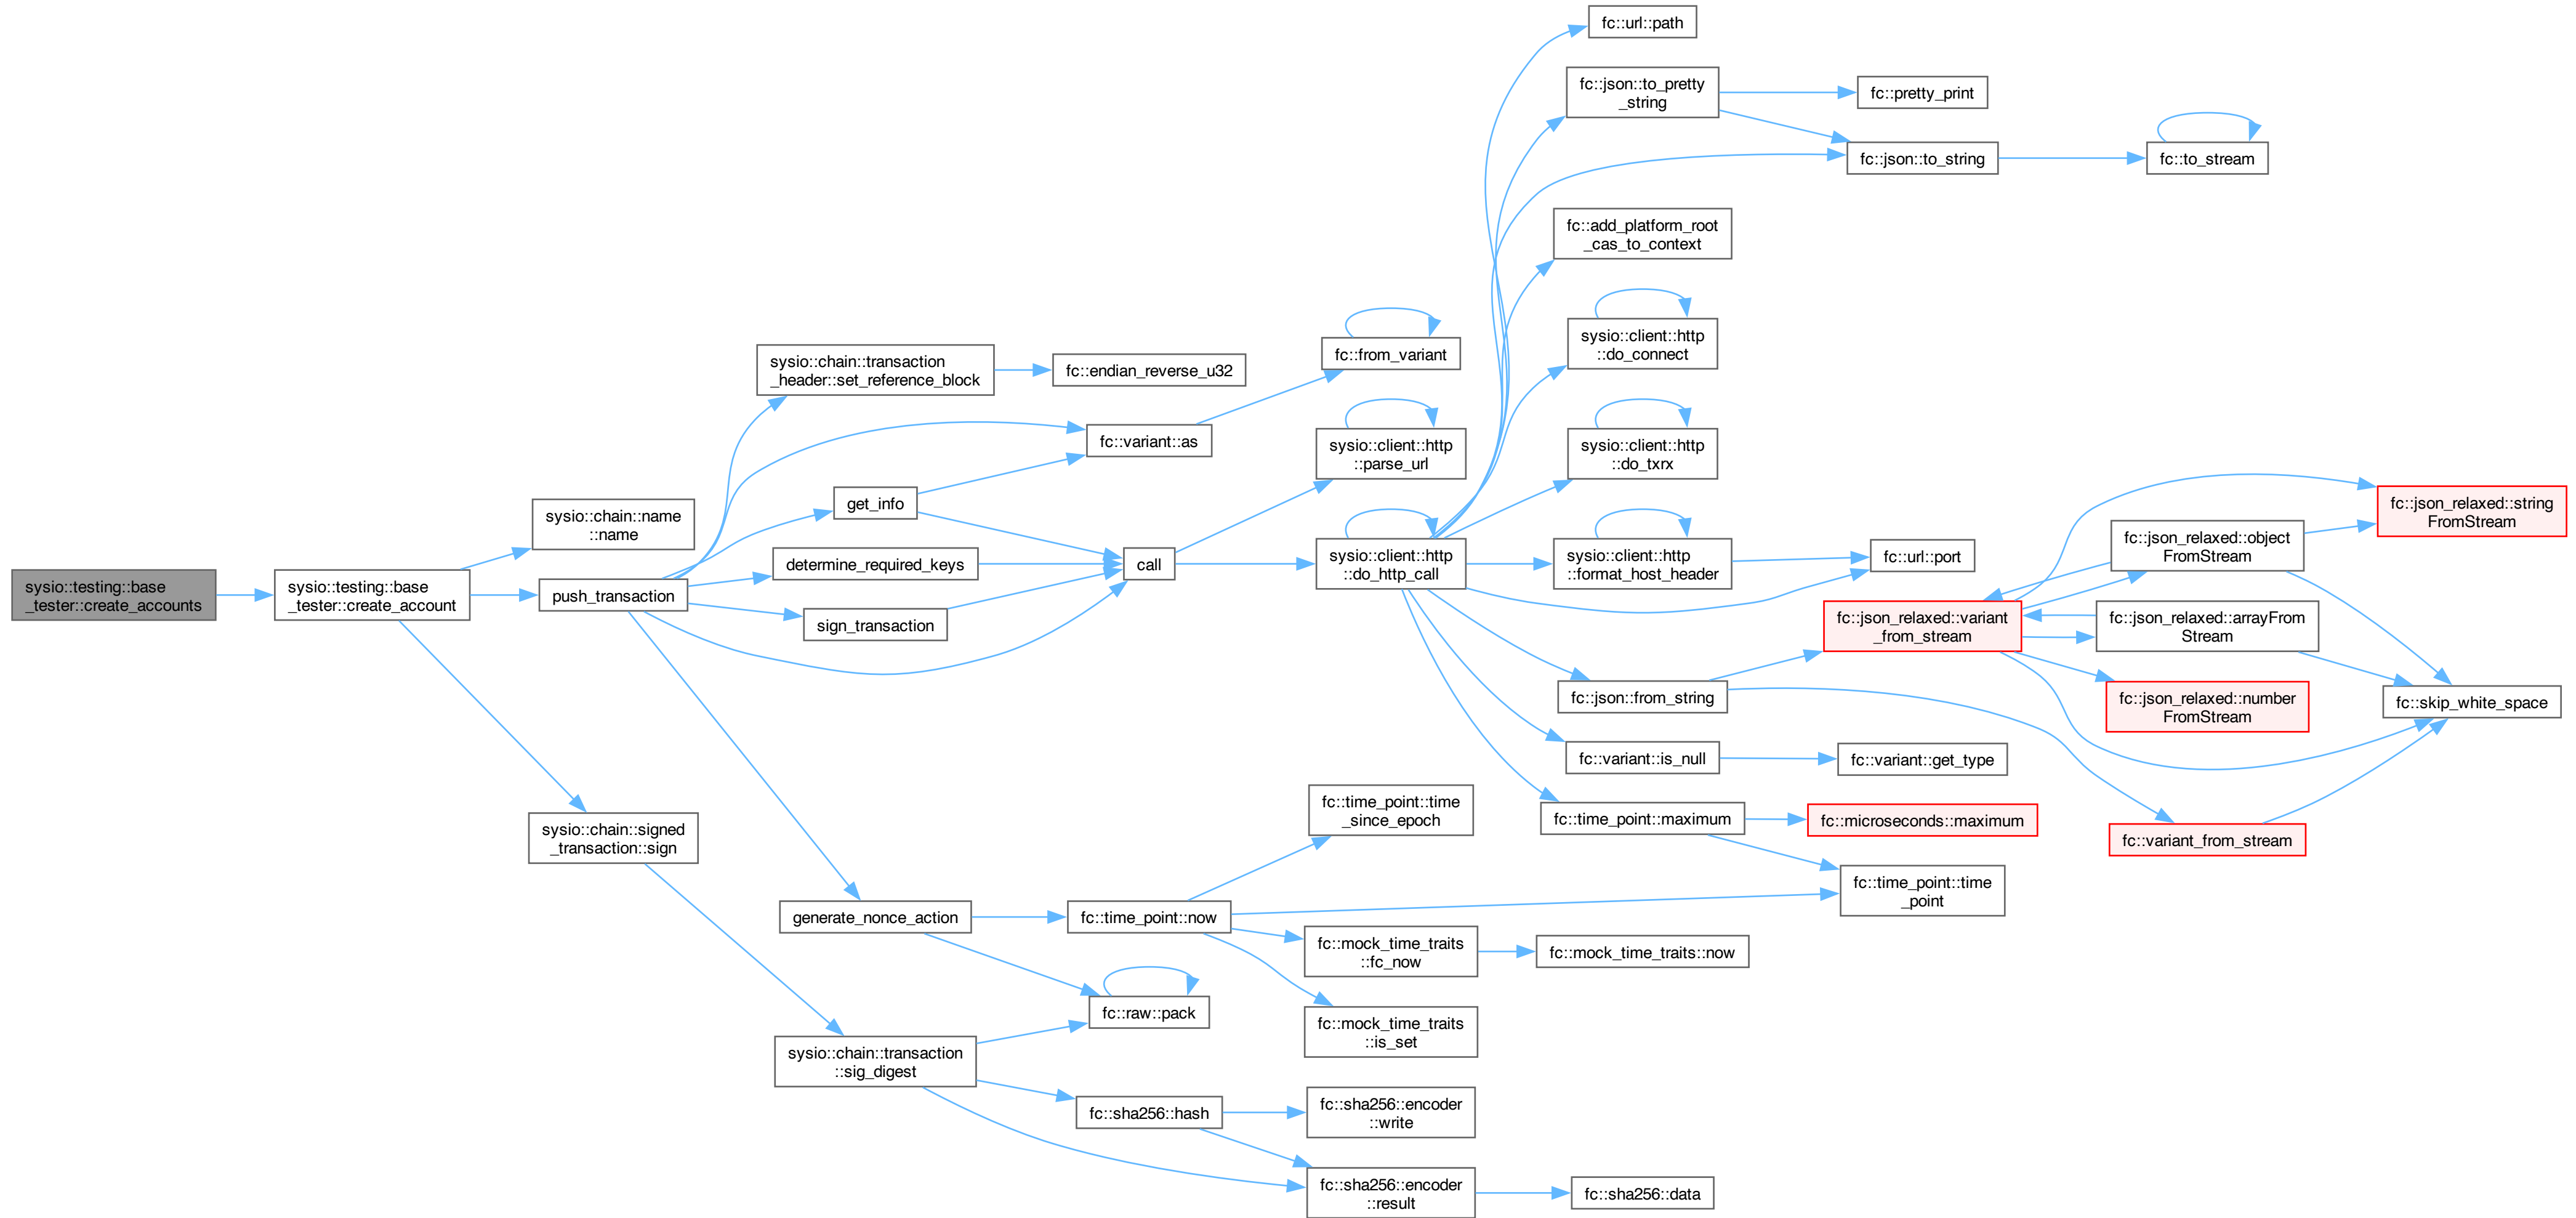 sysio::testing::base
_tester::create_accounts
sysio::testing::base
_tester::create_account
sysio::chain::name
::name
push_transaction
sysio::chain::signed
_transaction::sign
sysio::chain::transaction
_header::set_reference_block
fc::endian_reverse_u32
fc::variant::as
fc::from_variant
get_info
determine_required_keys
sign_transaction
call
sysio::client::http
::parse_url
sysio::client::http
::do_http_call
fc::url::path
fc::json::to_pretty
_string
fc::pretty_print
fc::json::to_string
fc::to_stream
fc::add_platform_root
_cas_to_context
sysio::client::http
::do_connect
sysio::client::http
::do_txrx
sysio::client::http
::format_host_header
fc::url::port
fc::json::from_string
fc::json_relaxed::variant
_from_stream
fc::json_relaxed::string
FromStream
fc::json_relaxed::object
FromStream
fc::json_relaxed::arrayFrom
Stream
fc::json_relaxed::number
FromStream
fc::skip_white_space
fc::variant_from_stream
fc::variant::is_null
fc::variant::get_type
fc::time_point::maximum
fc::microseconds::maximum
fc::time_point::time
_point
generate_nonce_action
fc::time_point::now
fc::time_point::time
_since_epoch
fc::mock_time_traits
::fc_now
fc::mock_time_traits::now
fc::mock_time_traits
::is_set
fc::raw::pack
sysio::chain::transaction
::sig_digest
fc::sha256::hash
fc::sha256::encoder
::write
fc::sha256::encoder
::result
fc::sha256::data